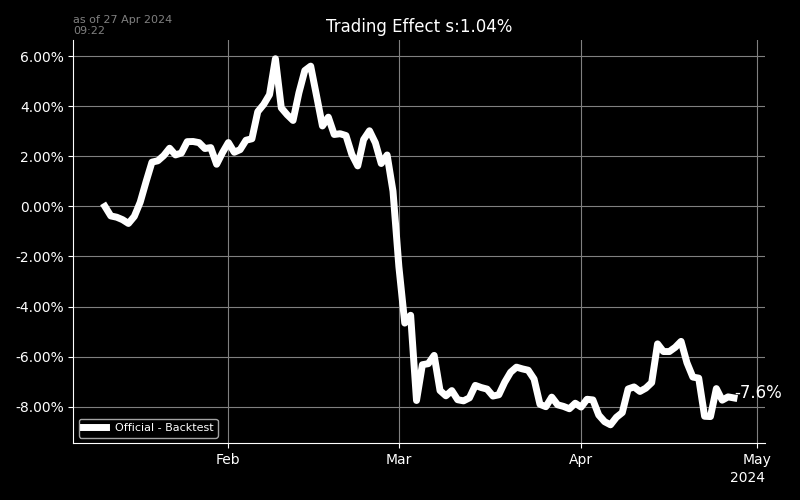 as of 27 Apr 2024
09:22
Trading Effect s:1.04%
6.00%
4.00%
2.00%
0.00%
-2.00%
-4.00%
-6.00%
-8.00%
-7.6%
Official - Backtest
Feb
Mar
Apr
May
2024